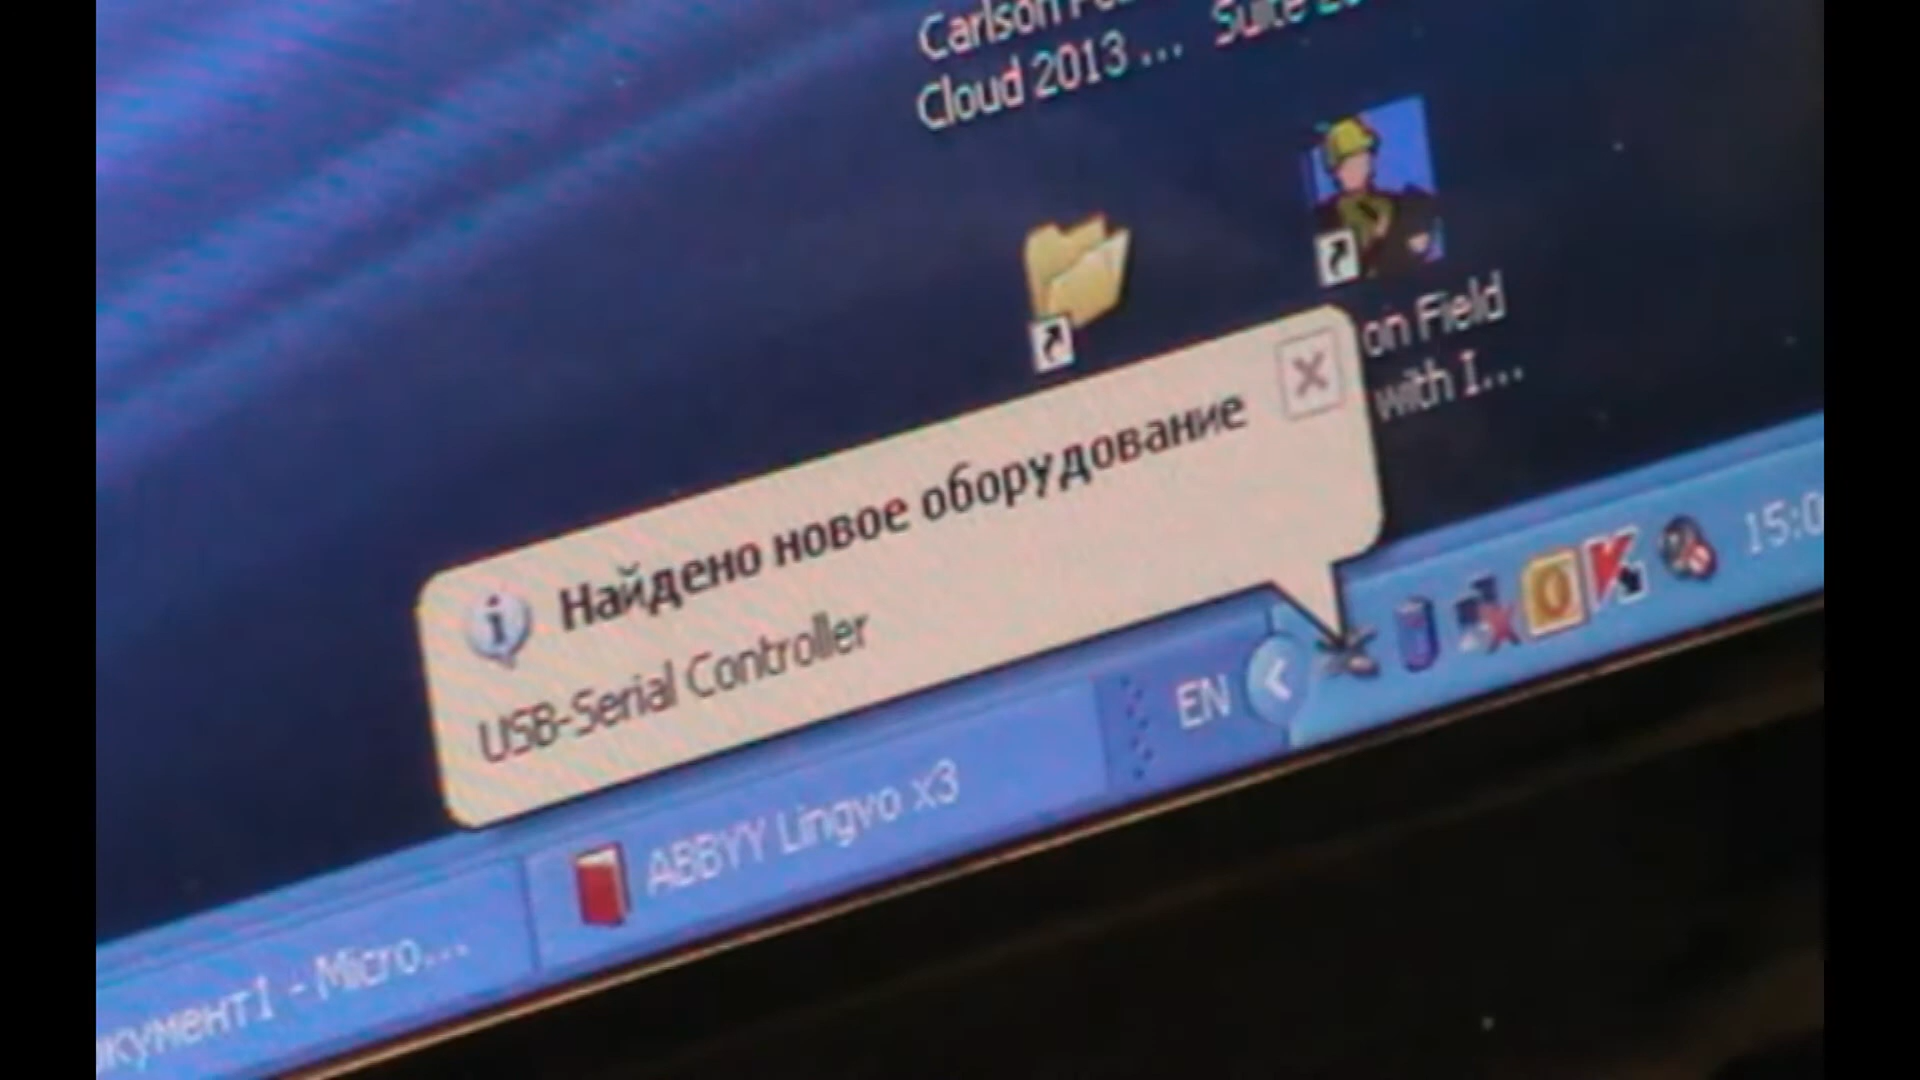 Carlson
Cloud 2013 ...
Suite
on Field
with I...
Найдено новое оборудование
USB-Serial Controller
EN
15:0
ABBYY Lingvo x3
окумент1 - Micro...